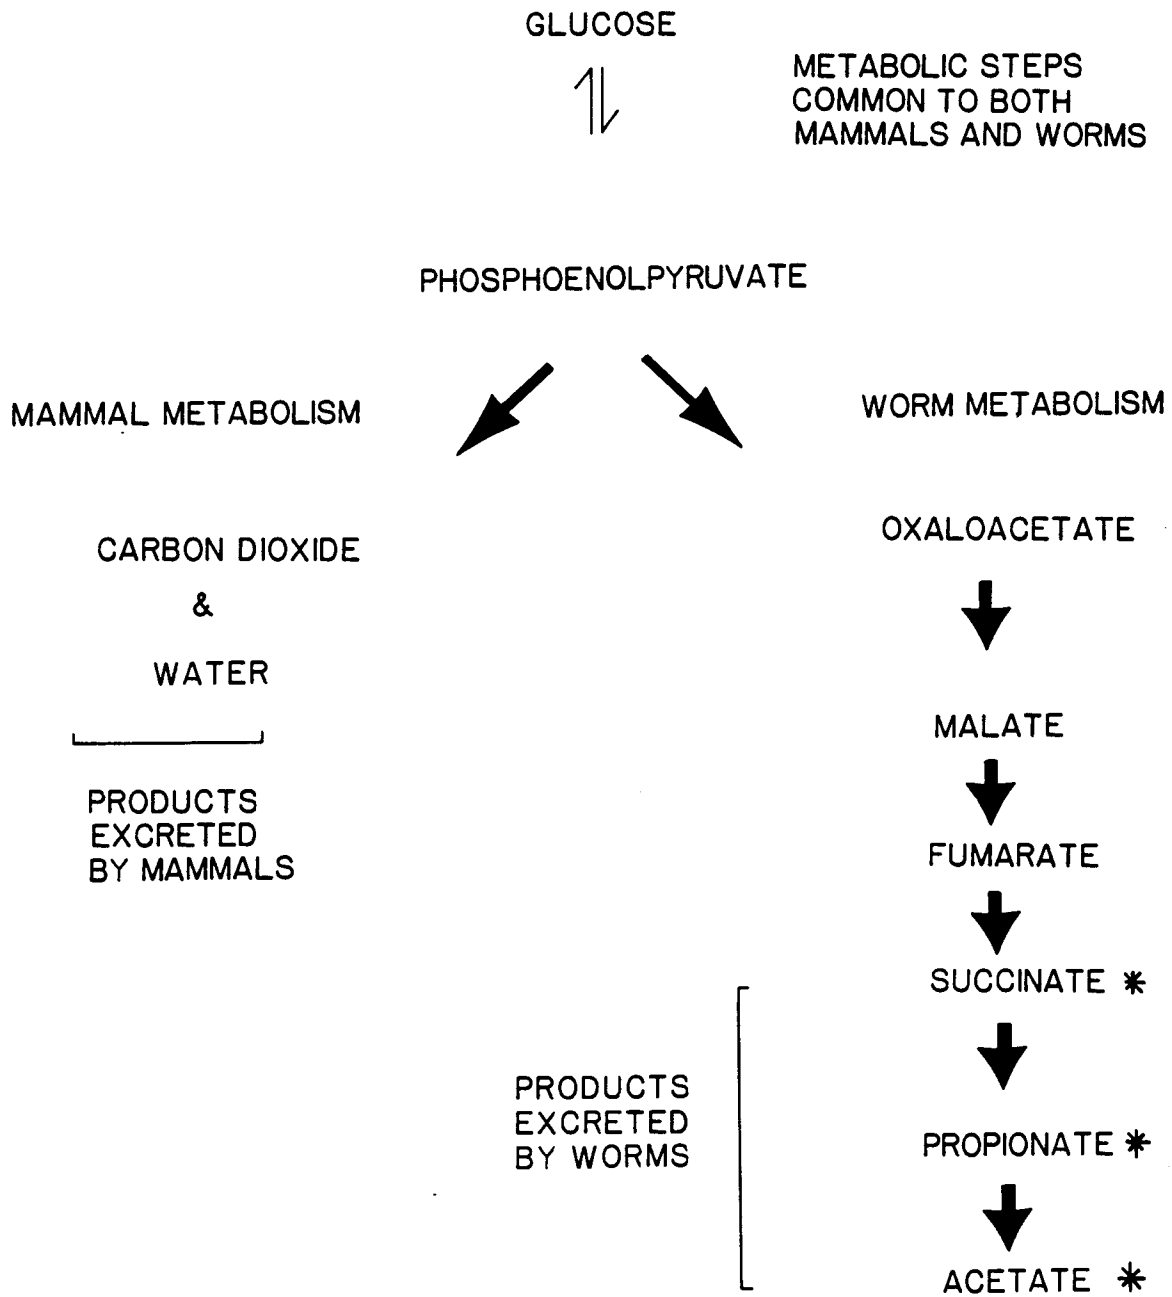 GLUCOSE
METABOLIC STEPS
COMMON TO BOTH
MAMMALS AND WORMS
PHOSPHOENOLPYRUVATE
MAMMAL METABOLISM
WORM METABOLISM
CARBON DIOXIDE
&
WATER
PRODUCTS
EXCRETED
BY MAMMALS
OXALOACETATE
MALATE
FUMARATE
SUCCINATE *
PROPIONATE *
ACETATE *
PRODUCTS
EXCRETED
BY WORMS